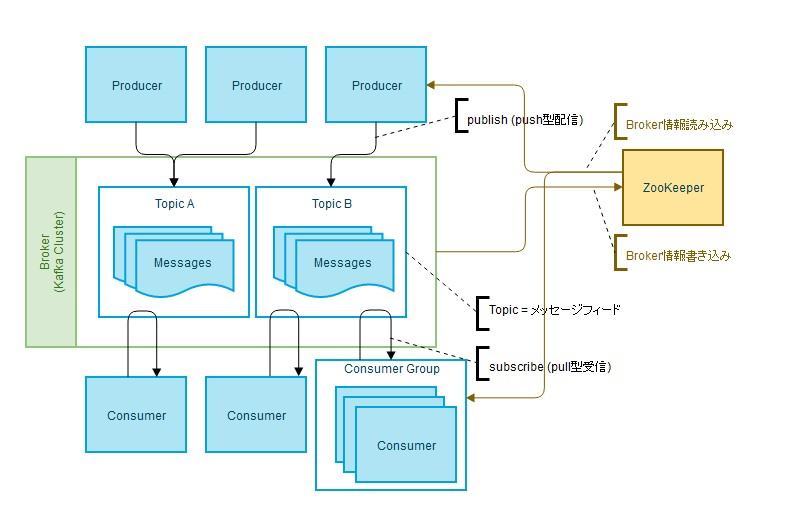 Producer
Producer
Producer
publish (push型配信)
Broker情報読み込み
ZooKeeper
Broker情報書き込み
Broker
(Kafka Cluster)
Topic A
Topic B
Messages
Messages
Topic = メッセージフィード
subscribe (pull型受信)
Consumer
Consumer
Consumer Group
Consumer